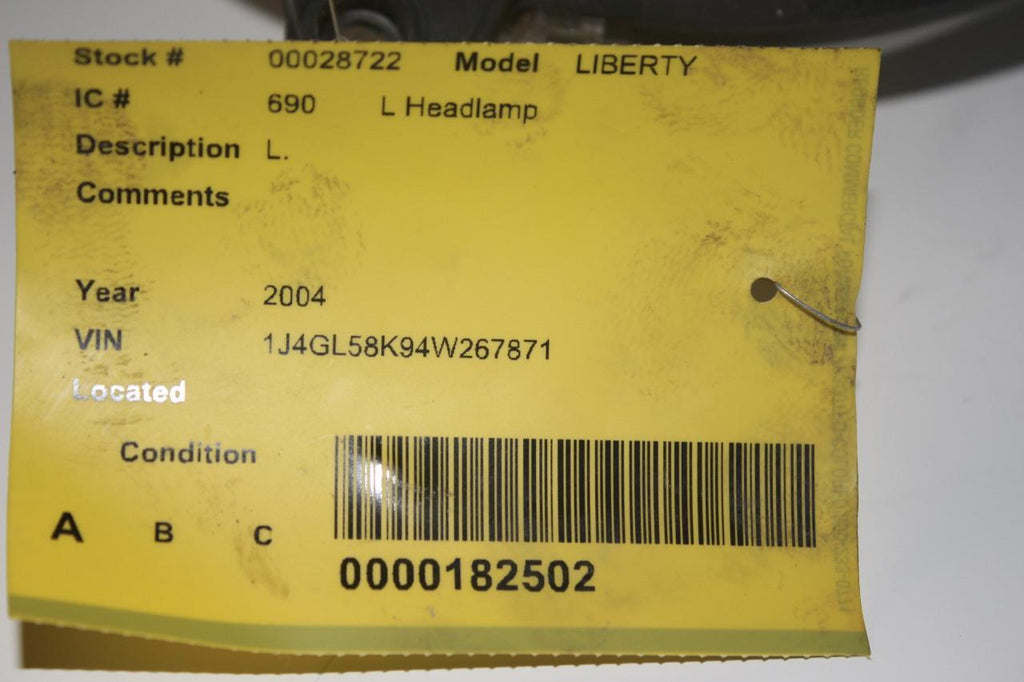 Stock # 00028722 Model LIBERTY
IC # 690 L Headlamp
Description L.
Comments
Year 2004
VIN 1J4GL58K94W267871
Located
Condition
A B C
0000182502